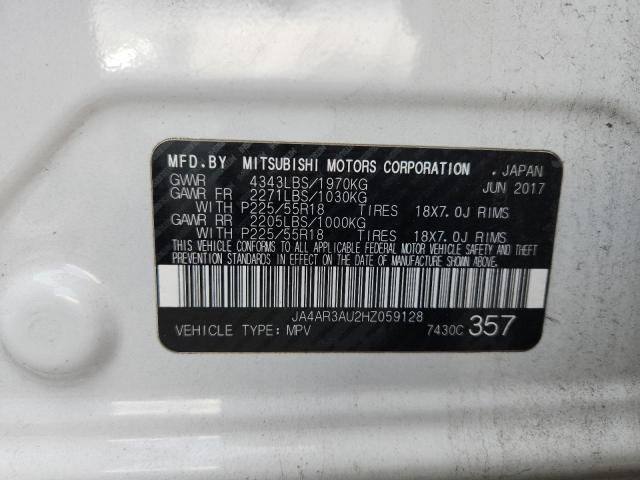 MFD.BY MITSUBISHI MOTORS CORPORATION , JAPAN
GVWR 4343LBS/1970KG JUN 2017
GAWR FR 2271LBS/1030KG
WITH P225/55R18 TIRES 18X7.0J RIMS
GAWR RR 2205LBS/1000KG
WITH P225/55R18 TIRES 18X7.0J RIMS
THIS VEHICLE CONFORMS TO ALL APPLICABLE FEDERAL MOTOR VEHICLE SAFETY AND THEFT
PREVENTION STANDARDS IN EFFECT ON THE DATE OF MANUFACTURE SHOWN ABOVE.
JA4AR3AU2HZ059128
VEHICLE TYPE: MPV 7430C 357